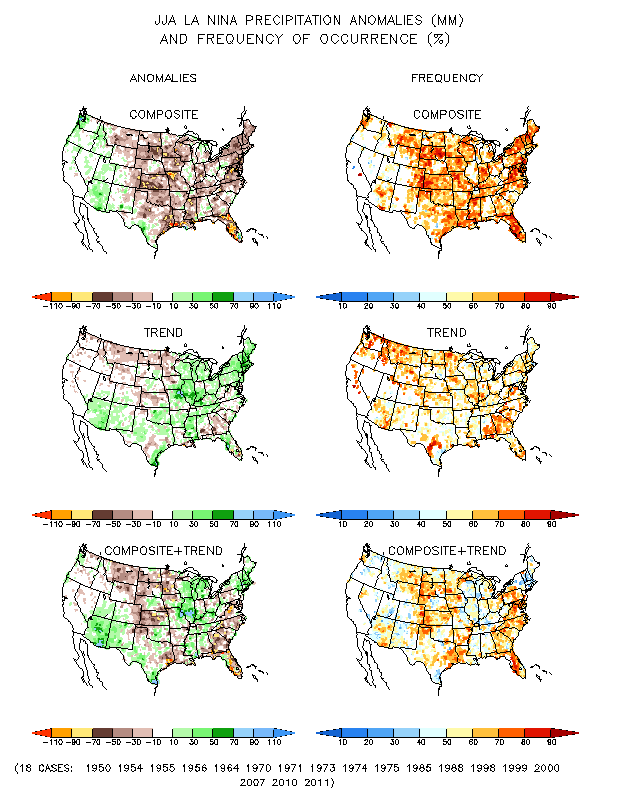 JJA LA NINA PRECIPITATION ANOMALIES (MM)
AND FREQUENCY OF OCCURRENCE (%)
ANOMALIES FREQUENCY
COMPOSITE COMPOSITE
-110 -90 -70 -50 -30 -10 10 30 50 70 90 110 10 20 30 40 50 60 70 80 90
TREND TREND
-110 -90 -70 -50 -30 -10 10 30 50 70 90 110 10 20 30 40 50 60 70 80 90
COMPOSITE+TREND COMPOSITE+TREND
-110 -90 -70 -50 -30 -10 10 30 50 70 90 110 10 20 30 40 50 60 70 80 90
(18 CASES: 1950 1954 1955 1956 1964 1970 1971 1973 1974 1975 1985 1988 1998 1999 2000
2007 2010 2011)